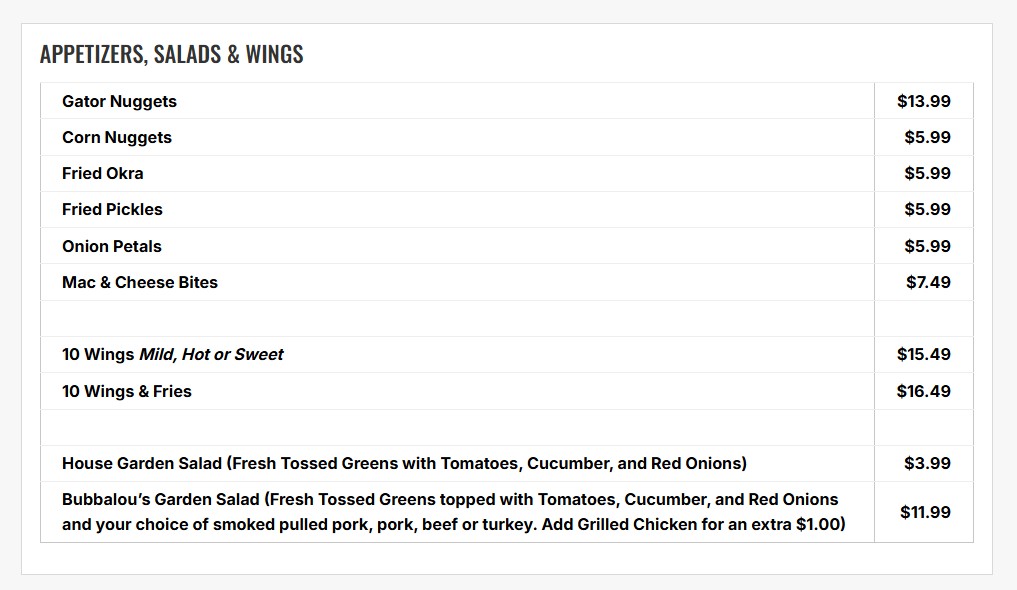 APPETIZERS, SALADS & WINGS
Gator Nuggets $13.99
Corn Nuggets $5.99
Fried Okra $5.99
Fried Pickles $5.99
Onion Petals $5.99
Mac & Cheese Bites $7.49
10 Wings Mild, Hot or Sweet $15.49
10 Wings & Fries $16.49
House Garden Salad (Fresh Tossed Greens with Tomatoes, Cucumber, and Red Onions) $3.99
Bubbalou’s Garden Salad (Fresh Tossed Greens topped with Tomatoes, Cucumber, and Red Onions
and your choice of smoked pulled pork, pork, beef or turkey. Add Grilled Chicken for an extra $1.00) $11.99